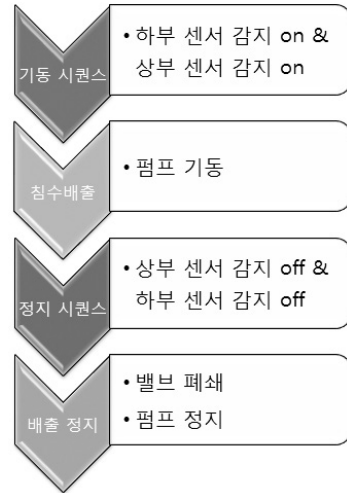 기동 시퀀스
• 하부 센서 감지 on &
상부 센서 감지 on
침수배출
• 펌프 기동
정지 시퀀스
• 상부 센서 감지 off &
하부 센서 감지 off
배출 정지
• 밸브 폐쇄
• 펌프 정지